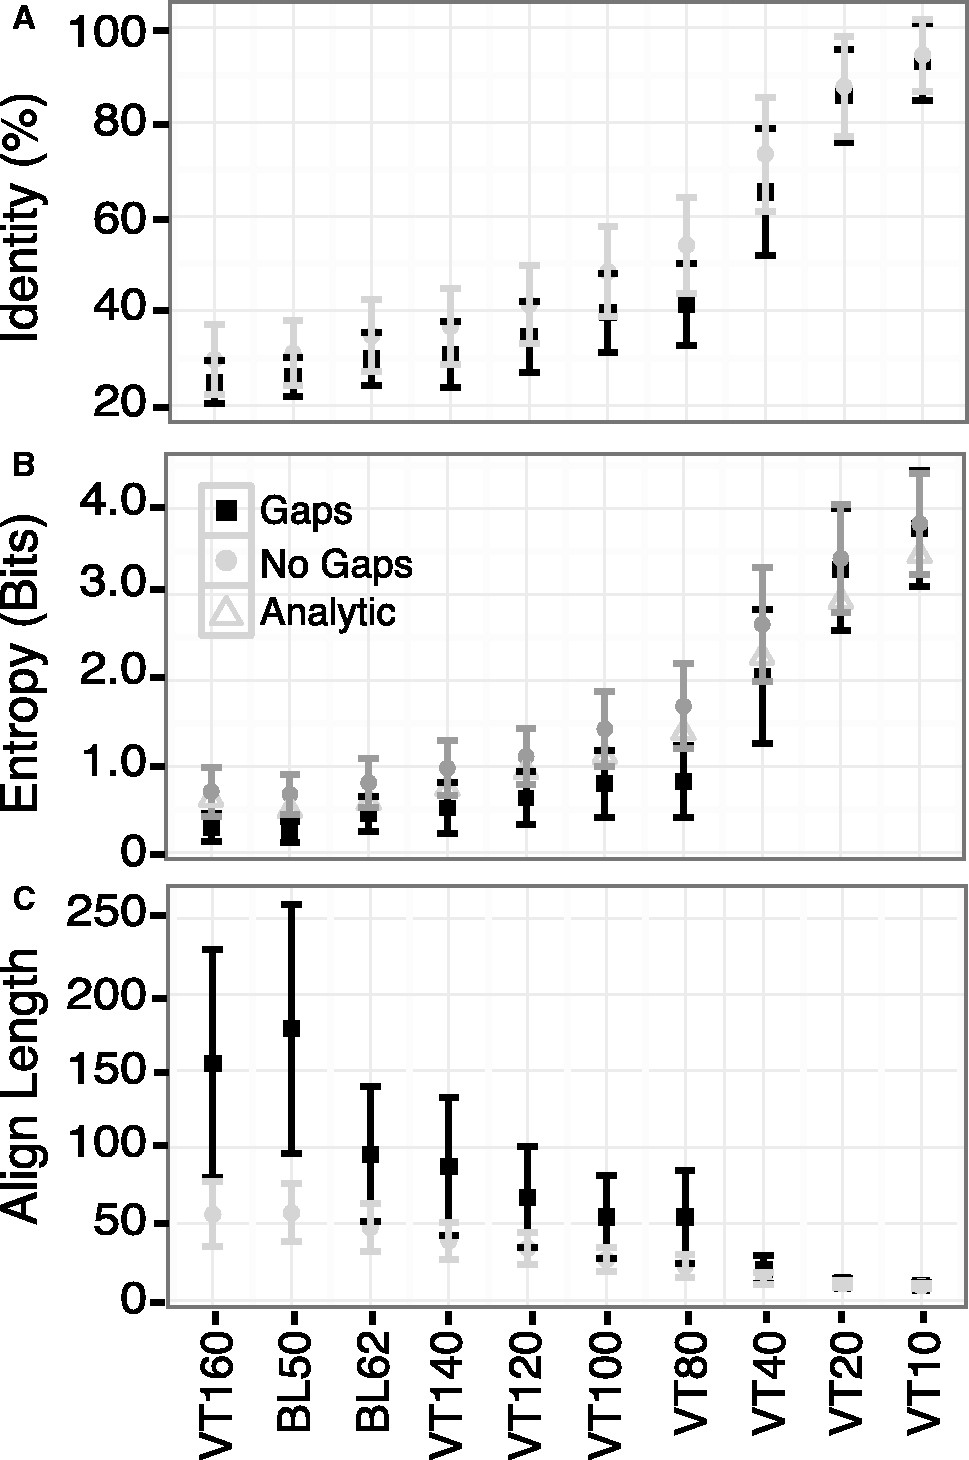 A
Identity (%)
100
80
60
40
20
B
Entropy (Bits)
4.0
3.0
2.0
1.0
0
Gaps
No Gaps
Analytic
C
Align Length
250
200
150
100
50
0
VT160
BL50
BL62
VT140
VT120
VT100
VT80
VT40
VT20
VT10